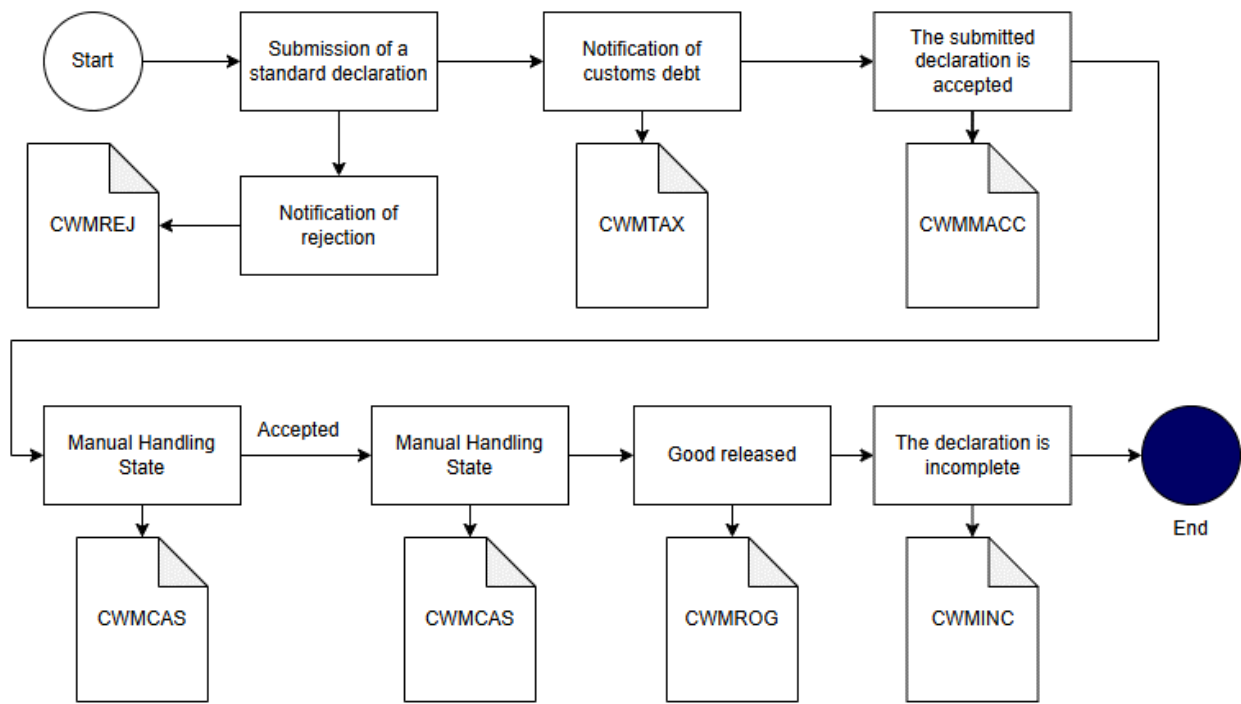 Start
Submission of a
standard declaration
Notification of
customs debt
The submitted
declaration is
accepted
CWMREJ
Notification of
rejection
CWMTAX
CWMMACC
Manual Handling
State
Accepted
Manual Handling
State
Good released
The declaration is
incomplete
End
CWMCAS
CWMCAS
CWMROG
CWMINC